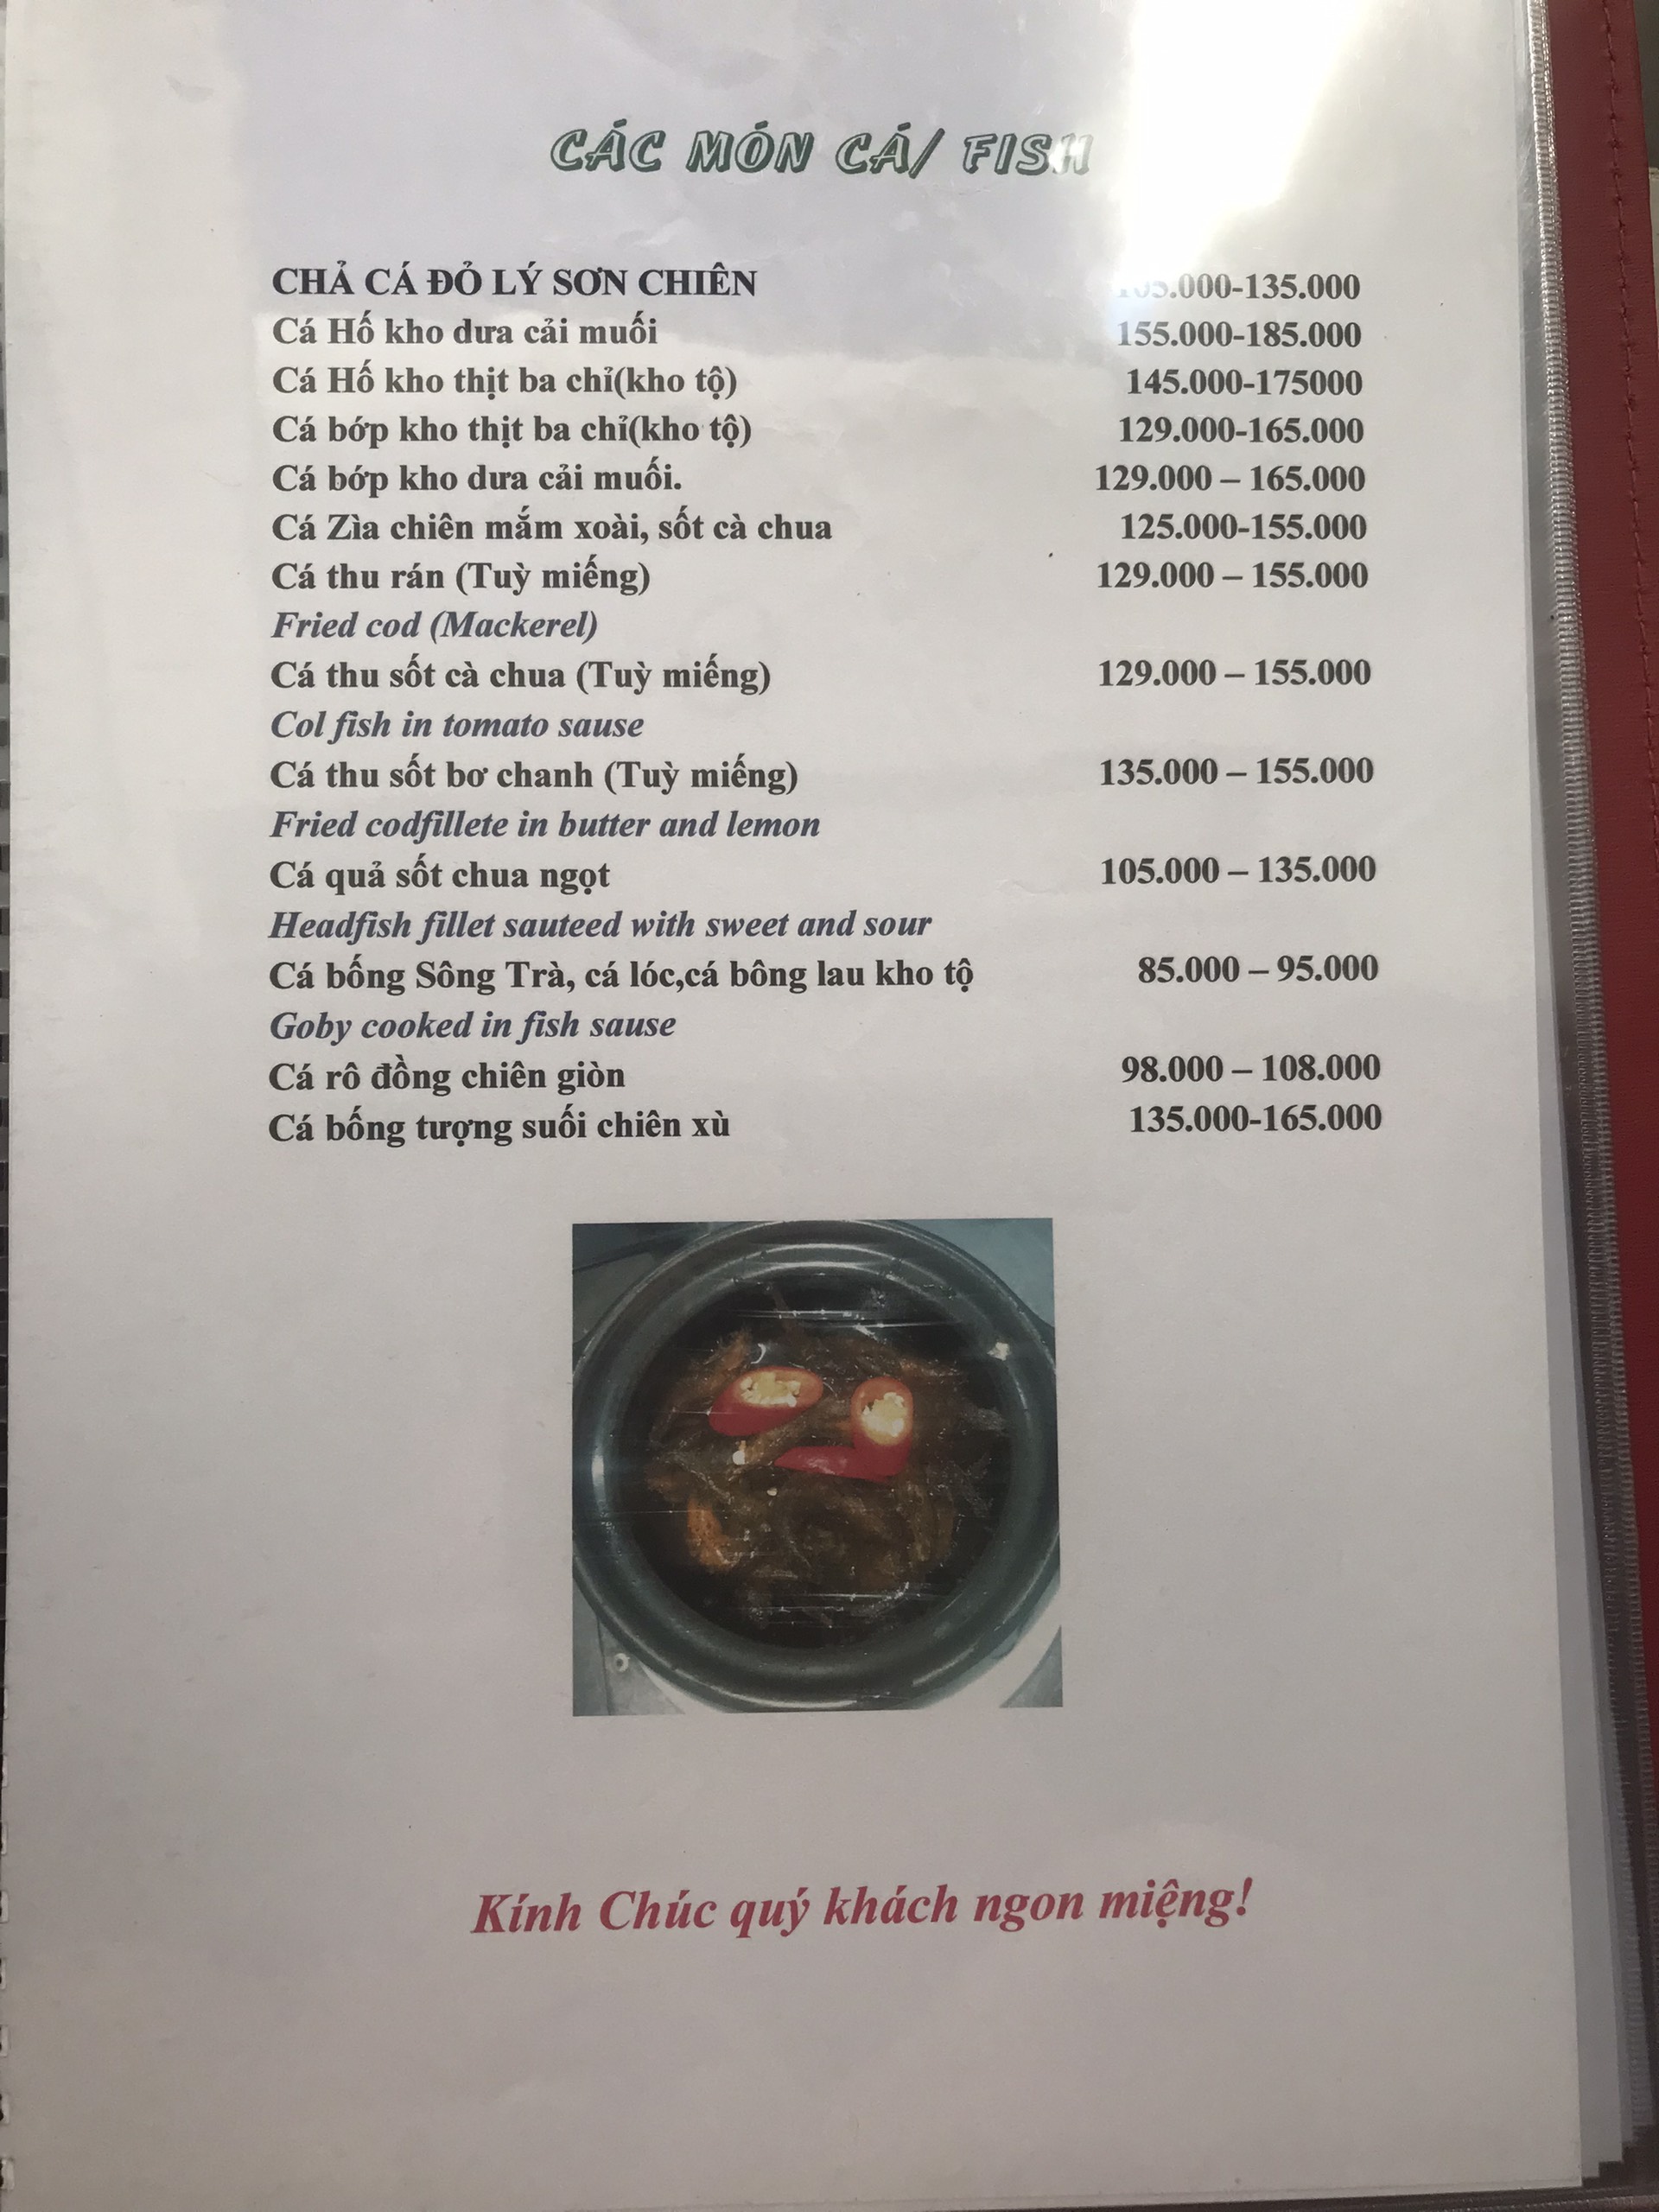 CÁC MÓN CÁ/ FISH
CHẢ CÁ ĐỎ LÝ SƠN CHIÊN 105.000-135.000
Cá Hố kho dưa cải muối 155.000-185.000
Cá Hố kho thịt ba chỉ(kho tộ) 145.000-175000
Cá bớp kho thịt ba chỉ(kho tộ) 129.000-165.000
Cá bớp kho dưa cải muối. 129.000 – 165.000
Cá Zìa chiên mắm xoài, sốt cà chua 125.000-155.000
Cá thu rán (Tuỳ miếng) 129.000 – 155.000
Fried cod (Mackerel)
Cá thu sốt cà chua (Tuỳ miếng) 129.000 – 155.000
Col fish in tomato sause
Cá thu sốt bơ chanh (Tuỳ miếng) 135.000 – 155.000
Fried codfillete in butter and lemon
Cá quả sốt chua ngọt 105.000 – 135.000
Headfish fillet sauteed with sweet and sour
Cá bống Sông Trà, cá lóc,cá bông lau kho tộ 85.000 – 95.000
Goby cooked in fish sause
Cá rô đồng chiên giòn 98.000 – 108.000
Cá bống tượng suối chiên xù 135.000-165.000
Kính Chúc quý khách ngon miệng!